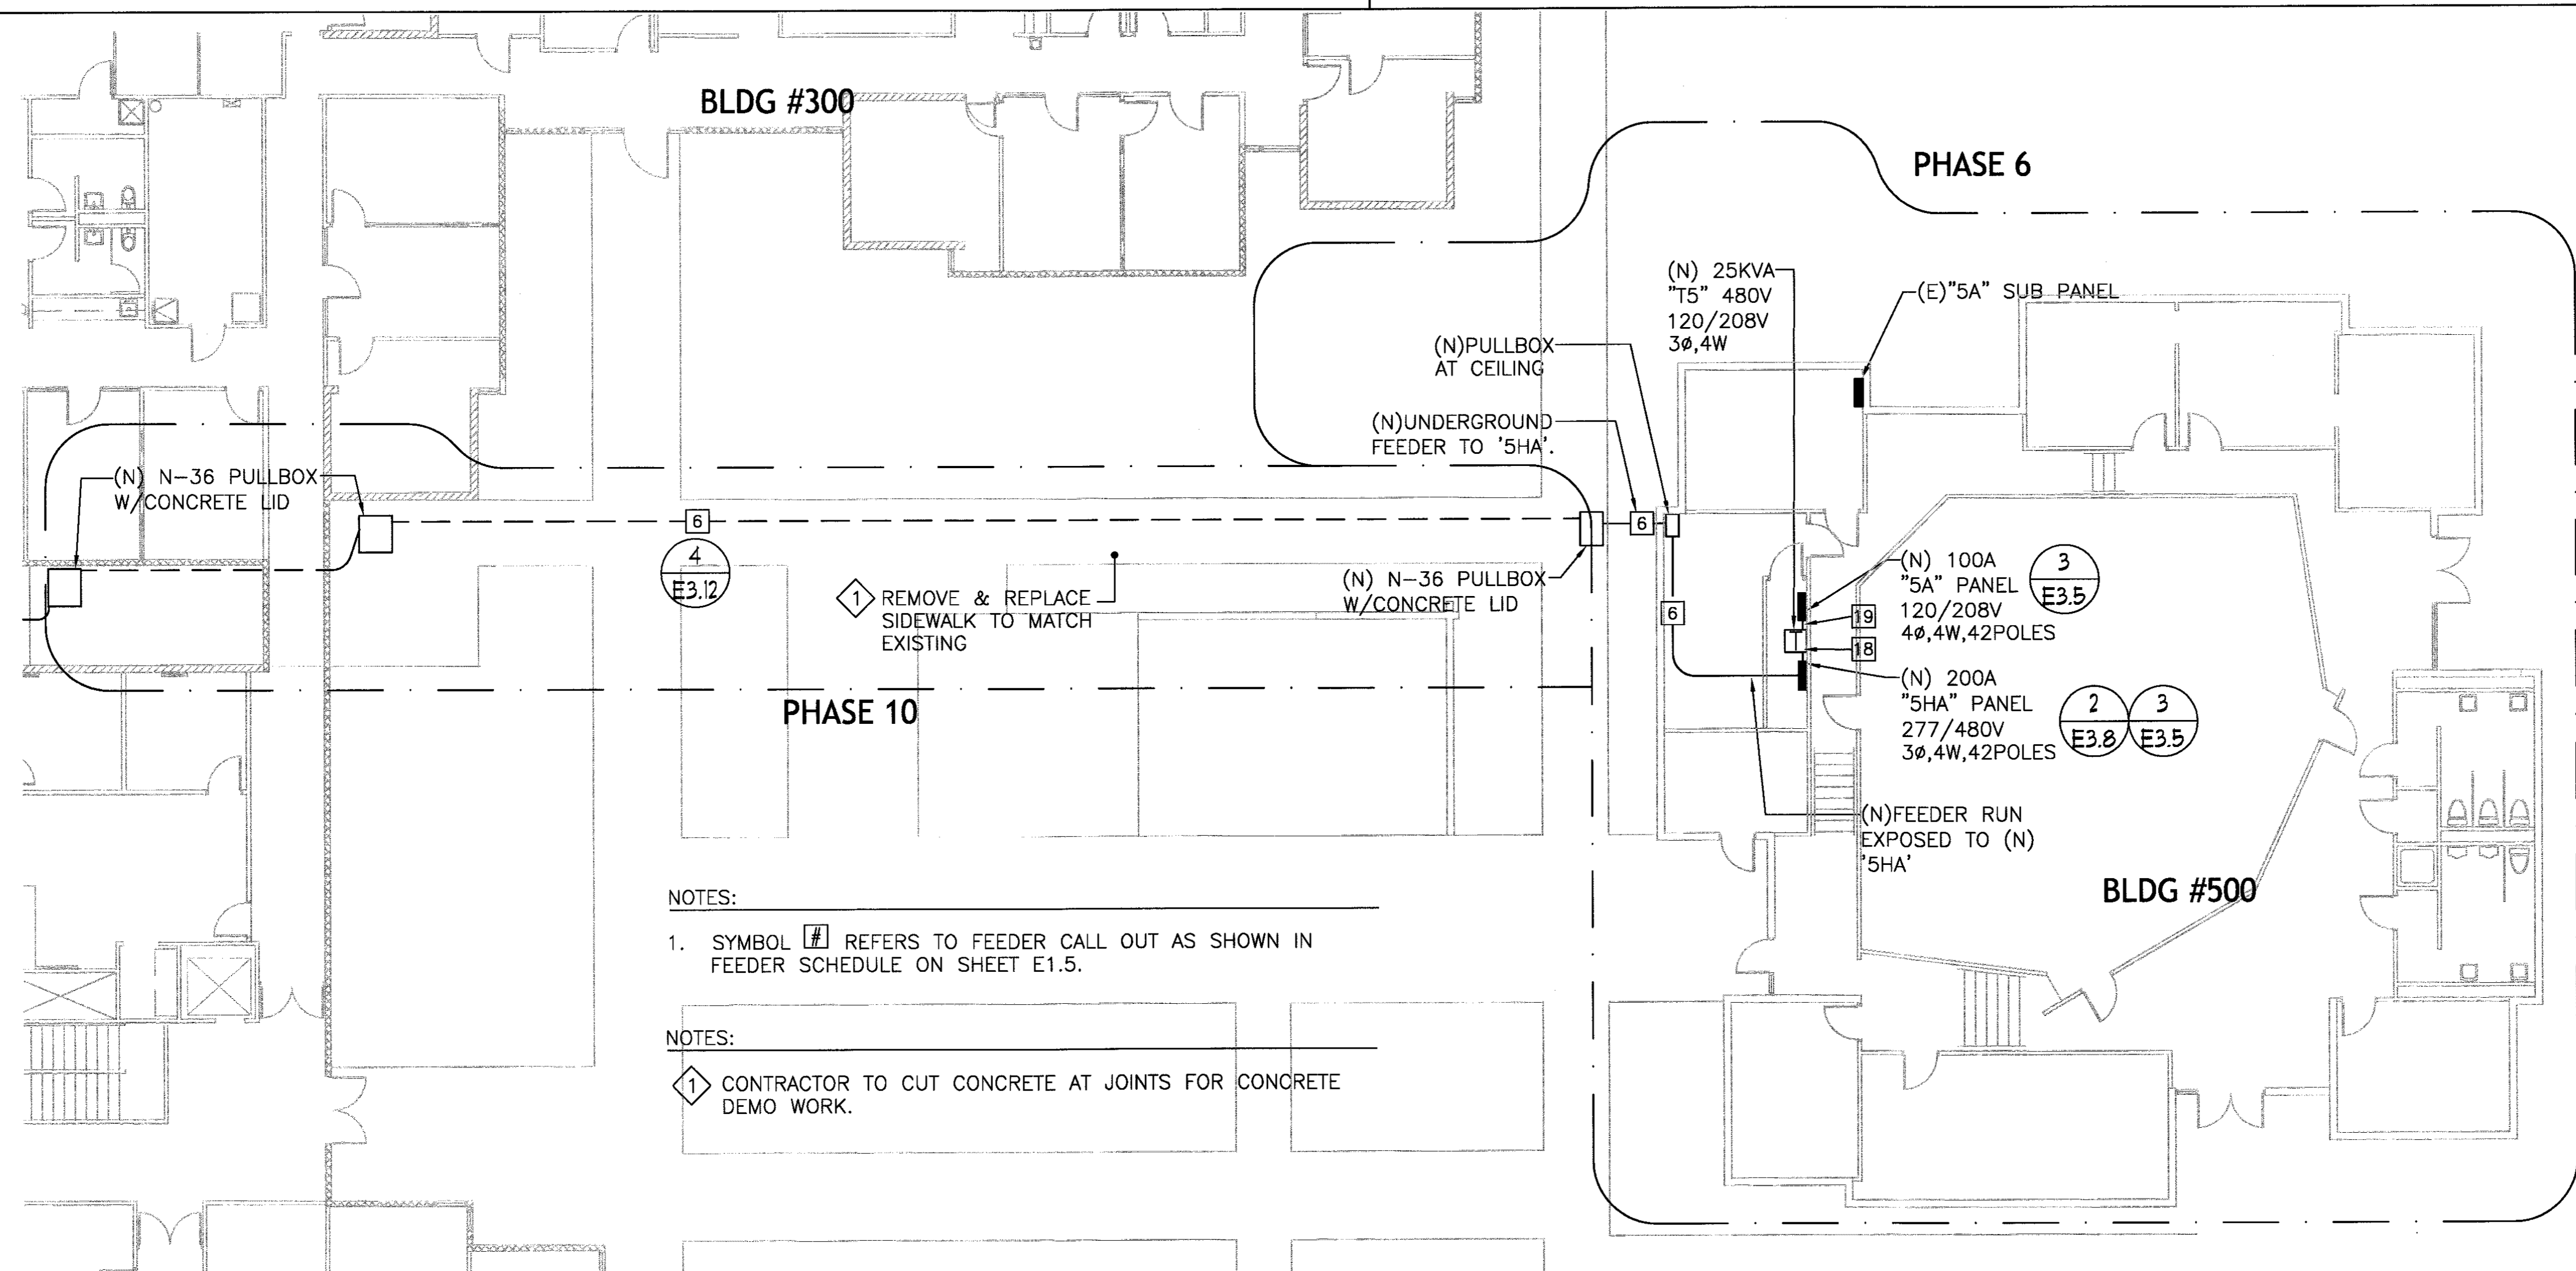 BLDG #300
PHASE 6
(N) 25KVA
"T5" 480V
120/208V
3ø,4W
(E)"5A" SUB PANEL
(N)PULLBOX
AT CEILING
(N)UNDERGROUND
FEEDER TO '5HA'.
(N) N-36 PULLBOX
W/CONCRETE LID
6
6
4
E3.12
1
REMOVE & REPLACE
SIDEWALK TO MATCH
EXISTING
(N) N-36 PULLBOX
W/CONCRETE LID
6
(N) 100A
"5A" PANEL
120/208V
4ø,4W,42POLES
3
E3.5
19
18
(N) 200A
"5HA" PANEL
277/480V
3ø,4W,42POLES
2
E3.8
3
E3.5
PHASE 10
(N)FEEDER RUN
EXPOSED TO (N)
'5HA'
BLDG #500
NOTES:
1. SYMBOL # REFERS TO FEEDER CALL OUT AS SHOWN IN
FEEDER SCHEDULE ON SHEET E1.5.
NOTES:
1 CONTRACTOR TO CUT CONCRETE AT JOINTS FOR CONCRETE
DEMO WORK.